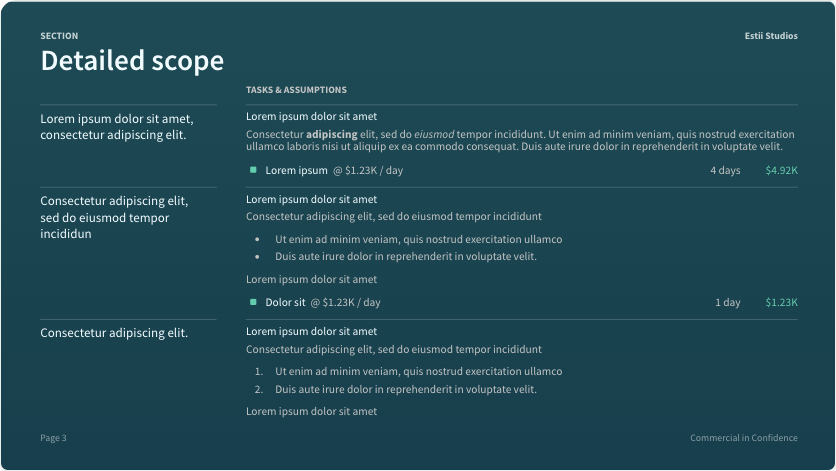 SECTION
Estii Studios
Detailed scope
TASKS & ASSUMPTIONS
Lorem ipsum dolor sit amet,
consectetur adipiscing elit.
Lorem ipsum dolor sit amet
Consectetur adipiscing elit, sed do eiusmod tempor incididunt. Ut enim ad minim veniam, quis nostrud exercitation
ullamco laboris nisi ut aliquip ex ea commodo consequat. Duis aute irure dolor in reprehenderit in voluptate velit.
Lorem ipsum @ $1.23K / day 4 days $4.92K
Consectetur adipiscing elit,
sed do eiusmod tempor
incididun
Lorem ipsum dolor sit amet
Consectetur adipiscing elit, sed do eiusmod tempor incididunt
• Ut enim ad minim veniam, quis nostrud exercitation ullamco
• Duis aute irure dolor in reprehenderit in voluptate velit.
Lorem ipsum dolor sit amet
Dolor sit @ $1.23K / day 1 day $1.23K
Consectetur adipiscing elit.
Lorem ipsum dolor sit amet
Consectetur adipiscing elit, sed do eiusmod tempor incididunt
1. Ut enim ad minim veniam, quis nostrud exercitation ullamco
2. Duis aute irure dolor in reprehenderit in voluptate velit.
Lorem ipsum dolor sit amet
Page 3
Commercial in Confidence